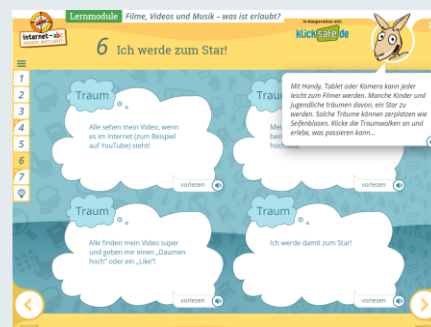 Lernmodule Filme, Videos und Musik – was ist erlaubt?
internet-abc
In Kooperation mit:
klicksafe.de
6 Ich werde zum Star!
Mit Handy, Tablet oder Kamera kann jeder
leicht zum Filmer werden. Manche Kinder und
Jugendliche träumen davon, ein Star zu
werden. Solche Träume können zerplatzen wie
Seifenblasen. Klicke die Traumwolken an und
erlebe, was passieren kann...
1
2
3
4
5
6
7
Traum
Alle sehen mein Video, wenn
es im Internet (zum Beispiel
auf YouTube) steht!
vorlesen
Traum
vorlesen
Traum
Alle finden mein Video super
und geben mir einen „Daumen
hoch" oder ein „Like"!
vorlesen
Traum
Ich werde damit zum Star!
vorlesen